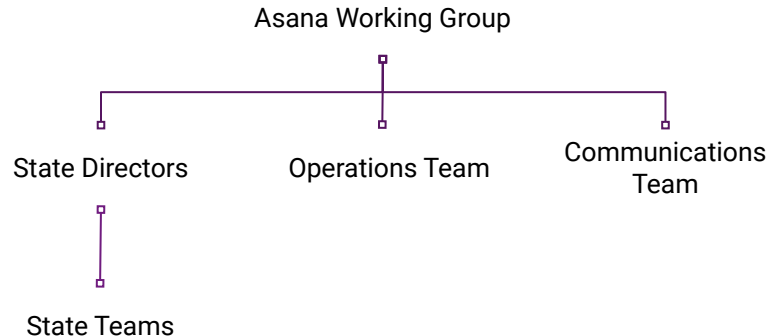 Asana Working Group
State Directors
Operations Team
Communications
Team
State Teams